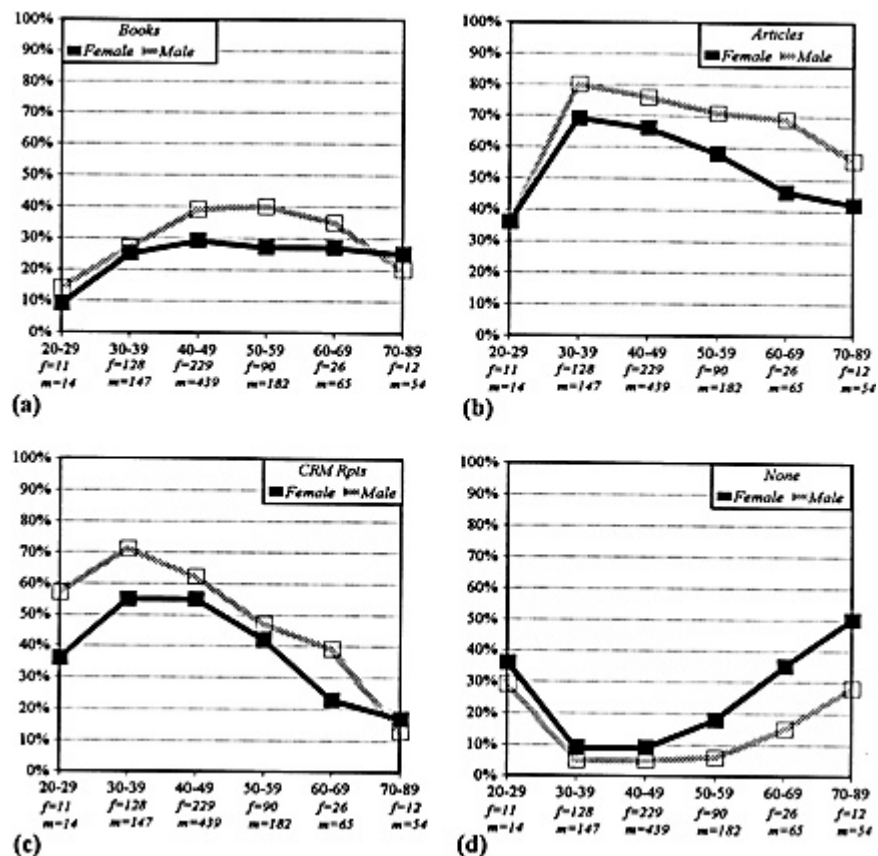 100%
90%
80%
70%
60%
50%
40%
30%
20%
10%
0%
Books
Female Male
20-29 30-39 40-49 50-59 60-69 70-89
f=11 f=128 f=229 f=90 f=26 f=12
m=14 m=147 m=439 m=182 m=65 m=54
(a)
100%
90%
80%
70%
60%
50%
40%
30%
20%
10%
0%
Articles
Female Male
20-29 30-39 40-49 50-59 60-69 70-89
f=11 f=128 f=229 f=90 f=26 f=12
m=14 m=147 m=439 m=182 m=65 m=54
(b)
100%
90%
80%
70%
60%
50%
40%
30%
20%
10%
0%
CRM Rpts
Female Male
20-29 30-39 40-49 50-59 60-69 70-89
f=11 f=128 f=229 f=90 f=26 f=12
m=14 m=147 m=439 m=182 m=65 m=54
(c)
100%
90%
80%
70%
60%
50%
40%
30%
20%
10%
0%
None
Female Male
20-29 30-39 40-49 50-59 60-69 70-89
f=11 f=128 f=229 f=90 f=26 f=12
m=14 m=147 m=439 m=182 m=65 m=54
(d)